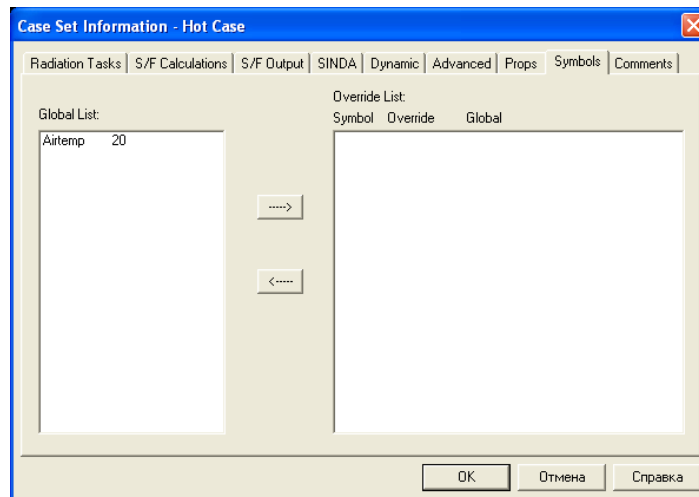 Case Set Information - Hot Case
Radiation Tasks S/F Calculations S/F Output SINDA Dynamic Advanced Props Symbols Comments
Override List:
Global List:
Symbol Override Global
Airtemp 20
----->
<-----
OK Отмена Справка